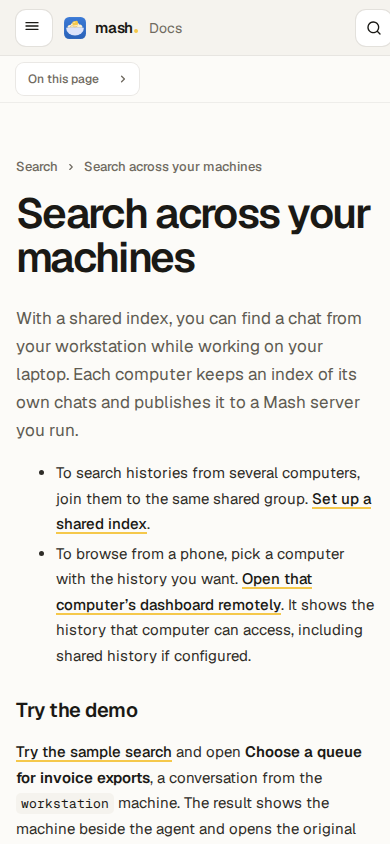 mash. Docs
On this page
Search > Search across your machines
Search across your
machines
With a shared index, you can find a chat from
your workstation while working on your
laptop. Each computer keeps an index of its
own chats and publishes it to a Mash server
you run.
• To search histories from several computers,
join them to the same shared group. Set up a
shared index.
• To browse from a phone, pick a computer
with the history you want. Open that
computer’s dashboard remotely. It shows the
history that computer can access, including
shared history if configured.
Try the demo
Try the sample search and open Choose a queue
for invoice exports, a conversation from the
workstation machine. The result shows the
machine beside the agent and opens the original